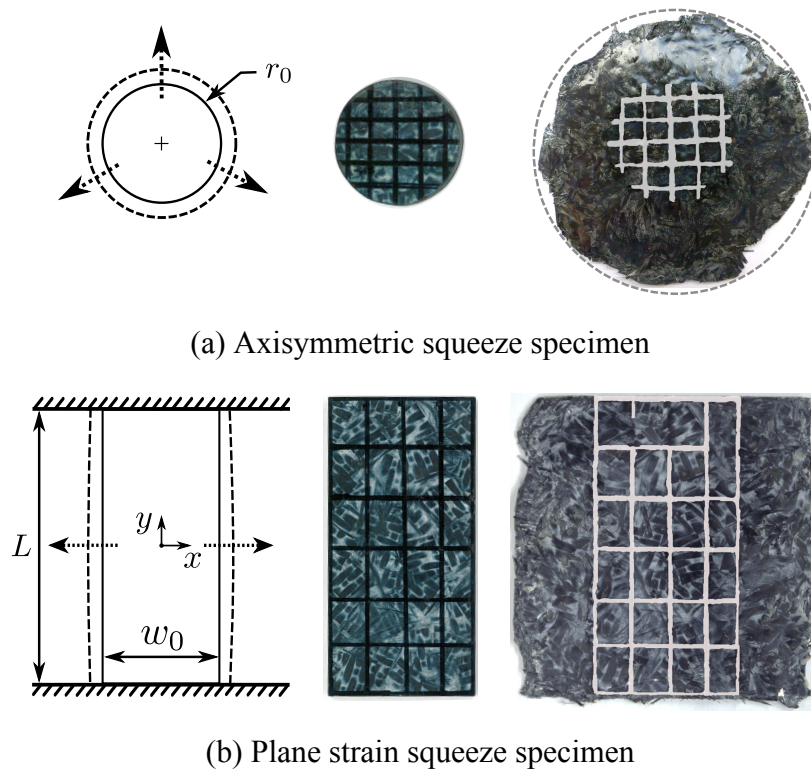 r₀
(a) Axisymmetric squeeze specimen
L
y
x
w₀
(b) Plane strain squeeze specimen